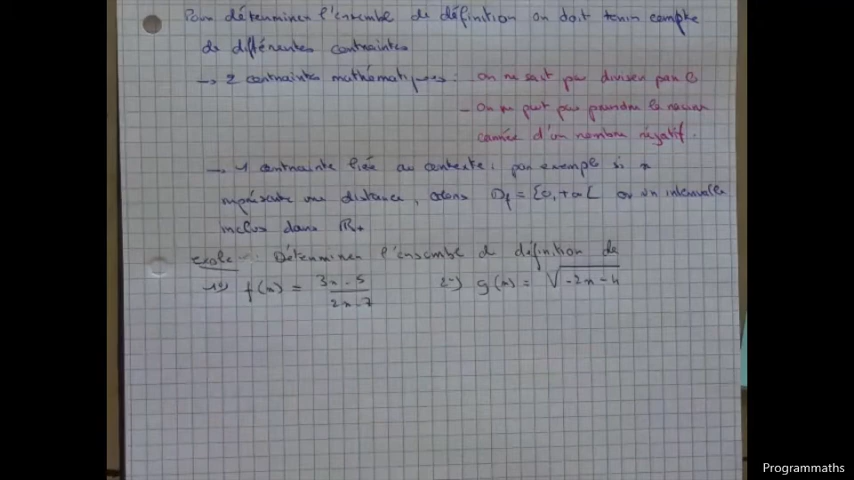 Pour déterminer l'ensemble de définition on doit tenir compte
de différentes contraintes
→ 2 contraintes mathématiques : on ne sait pas diviser par 0
- On ne peut pas prendre la racine
carrée d'un nombre négatif.
→ 1 contrainte liée au contexte : par exemple si x
représente une distance, alors Df = [0, +∞[ ou un intervalle
inclus dans ℝ+
: Déterminer l'ensemble de définition de
1°) f(x) = (3x - 5)/(2x - 7) 2°) g(x) = √(-2x - 4)
Programmaths